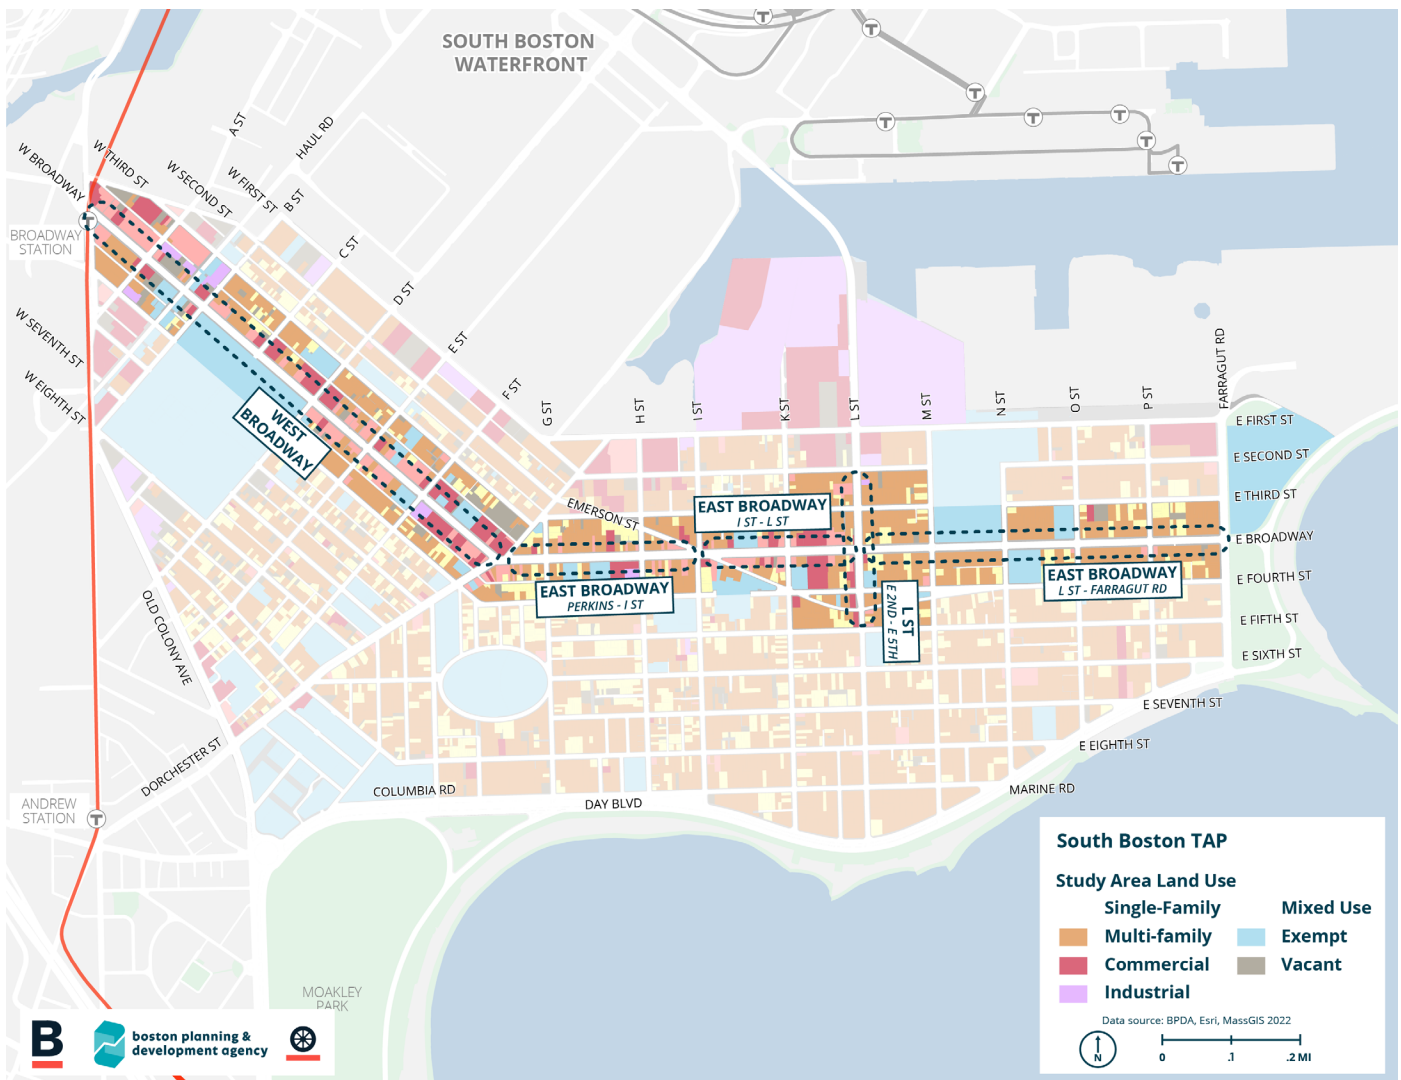 SOUTH BOSTON
WATERFRONT
A ST
HAUL RD
W THIRD ST
W BROADWAY
W SECOND ST
W FIRST ST
B ST
BROADWAY
STATION
C ST
D ST
E ST
F ST
G ST
H ST
I ST
K ST
L ST
M ST
N ST
O ST
P ST
FARRAGUT RD
W SEVENTH ST
W EIGHTH ST
WEST
BROADWAY
E FIRST ST
E SECOND ST
E THIRD ST
E BROADWAY
E FOURTH ST
E FIFTH ST
E SIXTH ST
E SEVENTH ST
E EIGHTH ST
MARINE RD
EMERSON ST
EAST BROADWAY
I ST - L ST
EAST BROADWAY
PERKINS - I ST
EAST BROADWAY
L ST - FARRAGUT RD
L ST
E 2ND - E 5TH
OLD COLONY AVE
DORCHESTER ST
COLUMBIA RD
DAY BLVD
ANDREW
STATION
MOAKLEY
PARK
T
T
T
T
T
T
T
T
T
T
South Boston TAP
Study Area Land Use
Single-Family
Multi-family
Commercial
Industrial
Mixed Use
Exempt
Vacant
Data source: BPDA, Esri, MassGIS 2022
N
0 .1 .2 MI
B
boston planning &
development agency